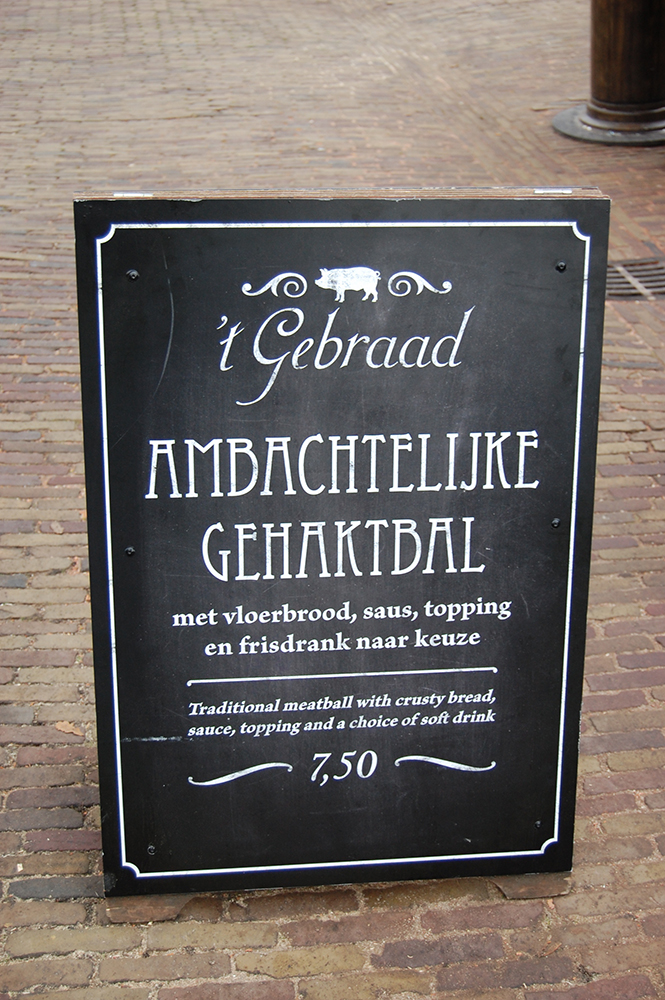 't Gebraad
AMBACHTELIJKE
GEHAKTBAL
met vloerbrood, saus, topping
en frisdrank naar keuze
Traditional meatball with crusty bread,
sauce, topping and a choice of soft drink
7,50